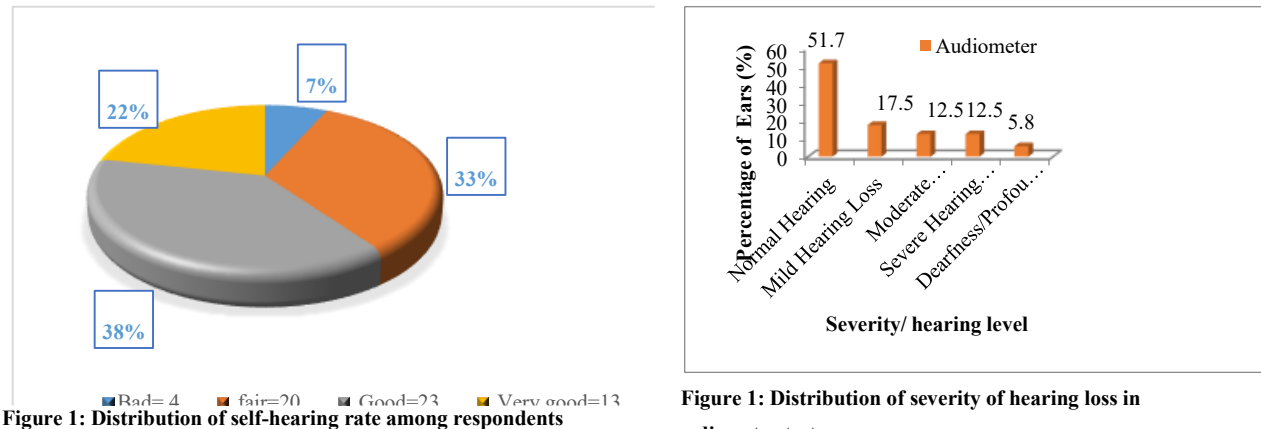 7%
22%
33%
38%
Bad= 4 fair=20 Good=23 Very good=13
Figure 1: Distribution of self-hearing rate among respondents
Audiometer
Percentage of Ears (%)
60
50
40
30
20
10
0
51.7
17.5
12.5
12.5
5.8
Normal Hearing
Mild Hearing Loss
Moderate…
Severe Hearing…
Dearfness/Profou…
Severity/ hearing level
Figure 1: Distribution of severity of hearing loss in